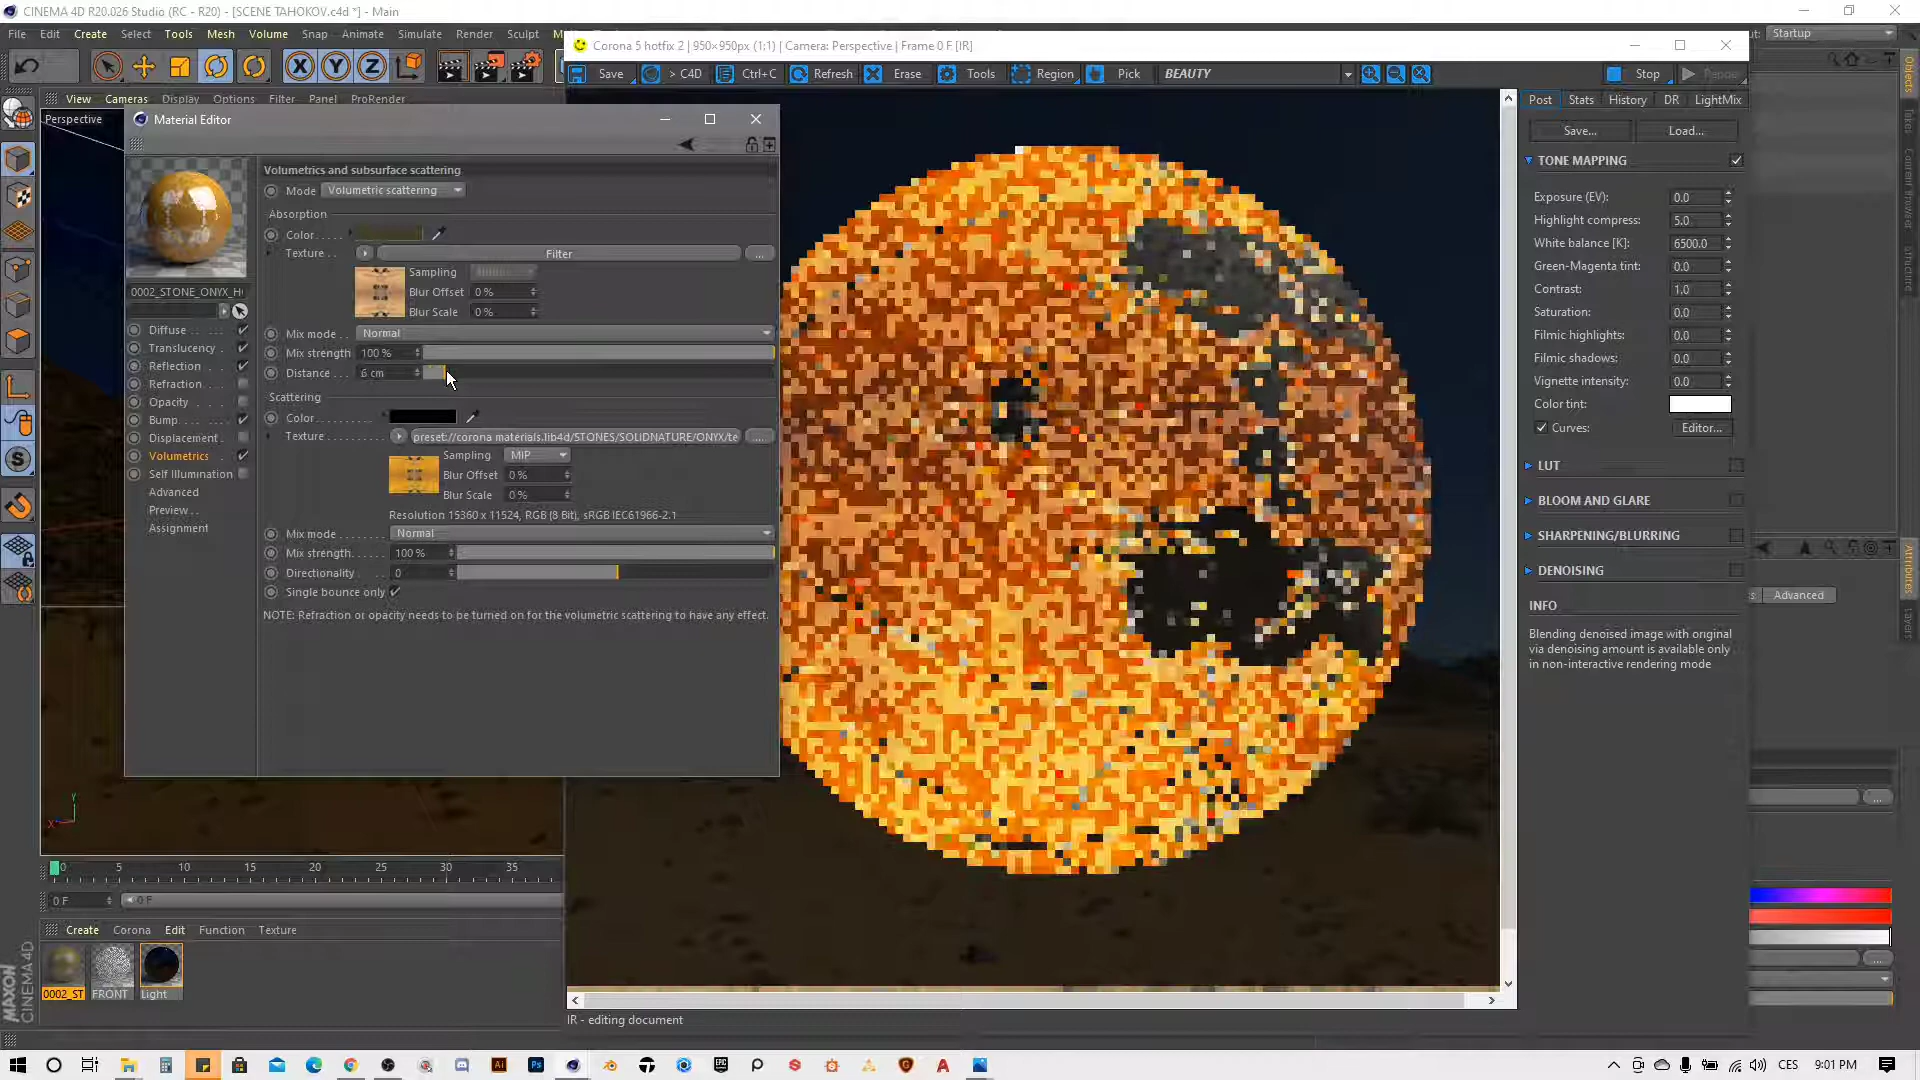 CINEMA 4D R20.026 Studio (RC - R20) - [SCENE TAHOKOV.c4d *] - Main
File Edit Create Select Tools Mesh Snap Animate Simulate Render Sculpt
Volume
Startup
Corona 5 hotfix 2 | 950×950px (1:1) | Camera: Perspective | Frame 0 F [IR]
Save > C4D Ctrl+C Refresh Erase Tools Region Pick BEAUTY Stop
View Cameras Display Options Filter Panel ProRender
Post Stats History DR LightMix
Perspective
Material Editor
Save... Load...
TONE MAPPING
Exposure (EV): 0.0
Highlight compress: 5.0
White balance [K]: 6500.0
Green-Magenta tint: 0.0
Contrast: 1.0
Saturation: 0.0
Filmic highlights: 0.0
Filmic shadows: 0.0
Vignette intensity: 0.0
Color tint:
Curves: Editor...
LUT
BLOOM AND GLARE
SHARPENING/BLURRING
DENOISING
INFO
Blending denoised image with original
via denoising amount is available only
in non-interactive rendering mode
Volumetrics and subsurface scattering
Mode Volumetric scattering
Absorption
Color
Texture Filter ...
Sampling
Blur Offset 0 %
Blur Scale 0 %
Mix mode Normal
Mix strength 100 %
Distance 6 cm
Scattering
Color
Texture preset://corona materials.lib4d/STONES/SOLIDNATURE/ONYX/te ...
Sampling MIP
Blur Offset 0 %
Blur Scale 0 %
Resolution 15360 x 11524, RGB (8 Bit), sRGB IEC61966-2.1
Mix mode Normal
Mix strength 100 %
Directionality 0
Single bounce only
NOTE: Refraction or opacity needs to be turned on for the volumetric scattering to have any effect.
0002_STONE_ONYX_H
Diffuse
Translucency
Reflection
Refraction
Opacity
Bump
Displacement
Volumetrics
Self Illumination
Advanced
Preview
Assignment
Objects
Takes
Attributes
Layers
Advanced
0 5 10 15 20 25 30 35
0 F 0 F
Create Corona Edit Function Texture
0002_ST FRONT Light
MAXON
CINEMA 4D
IR - editing document
CES 9:01 PM